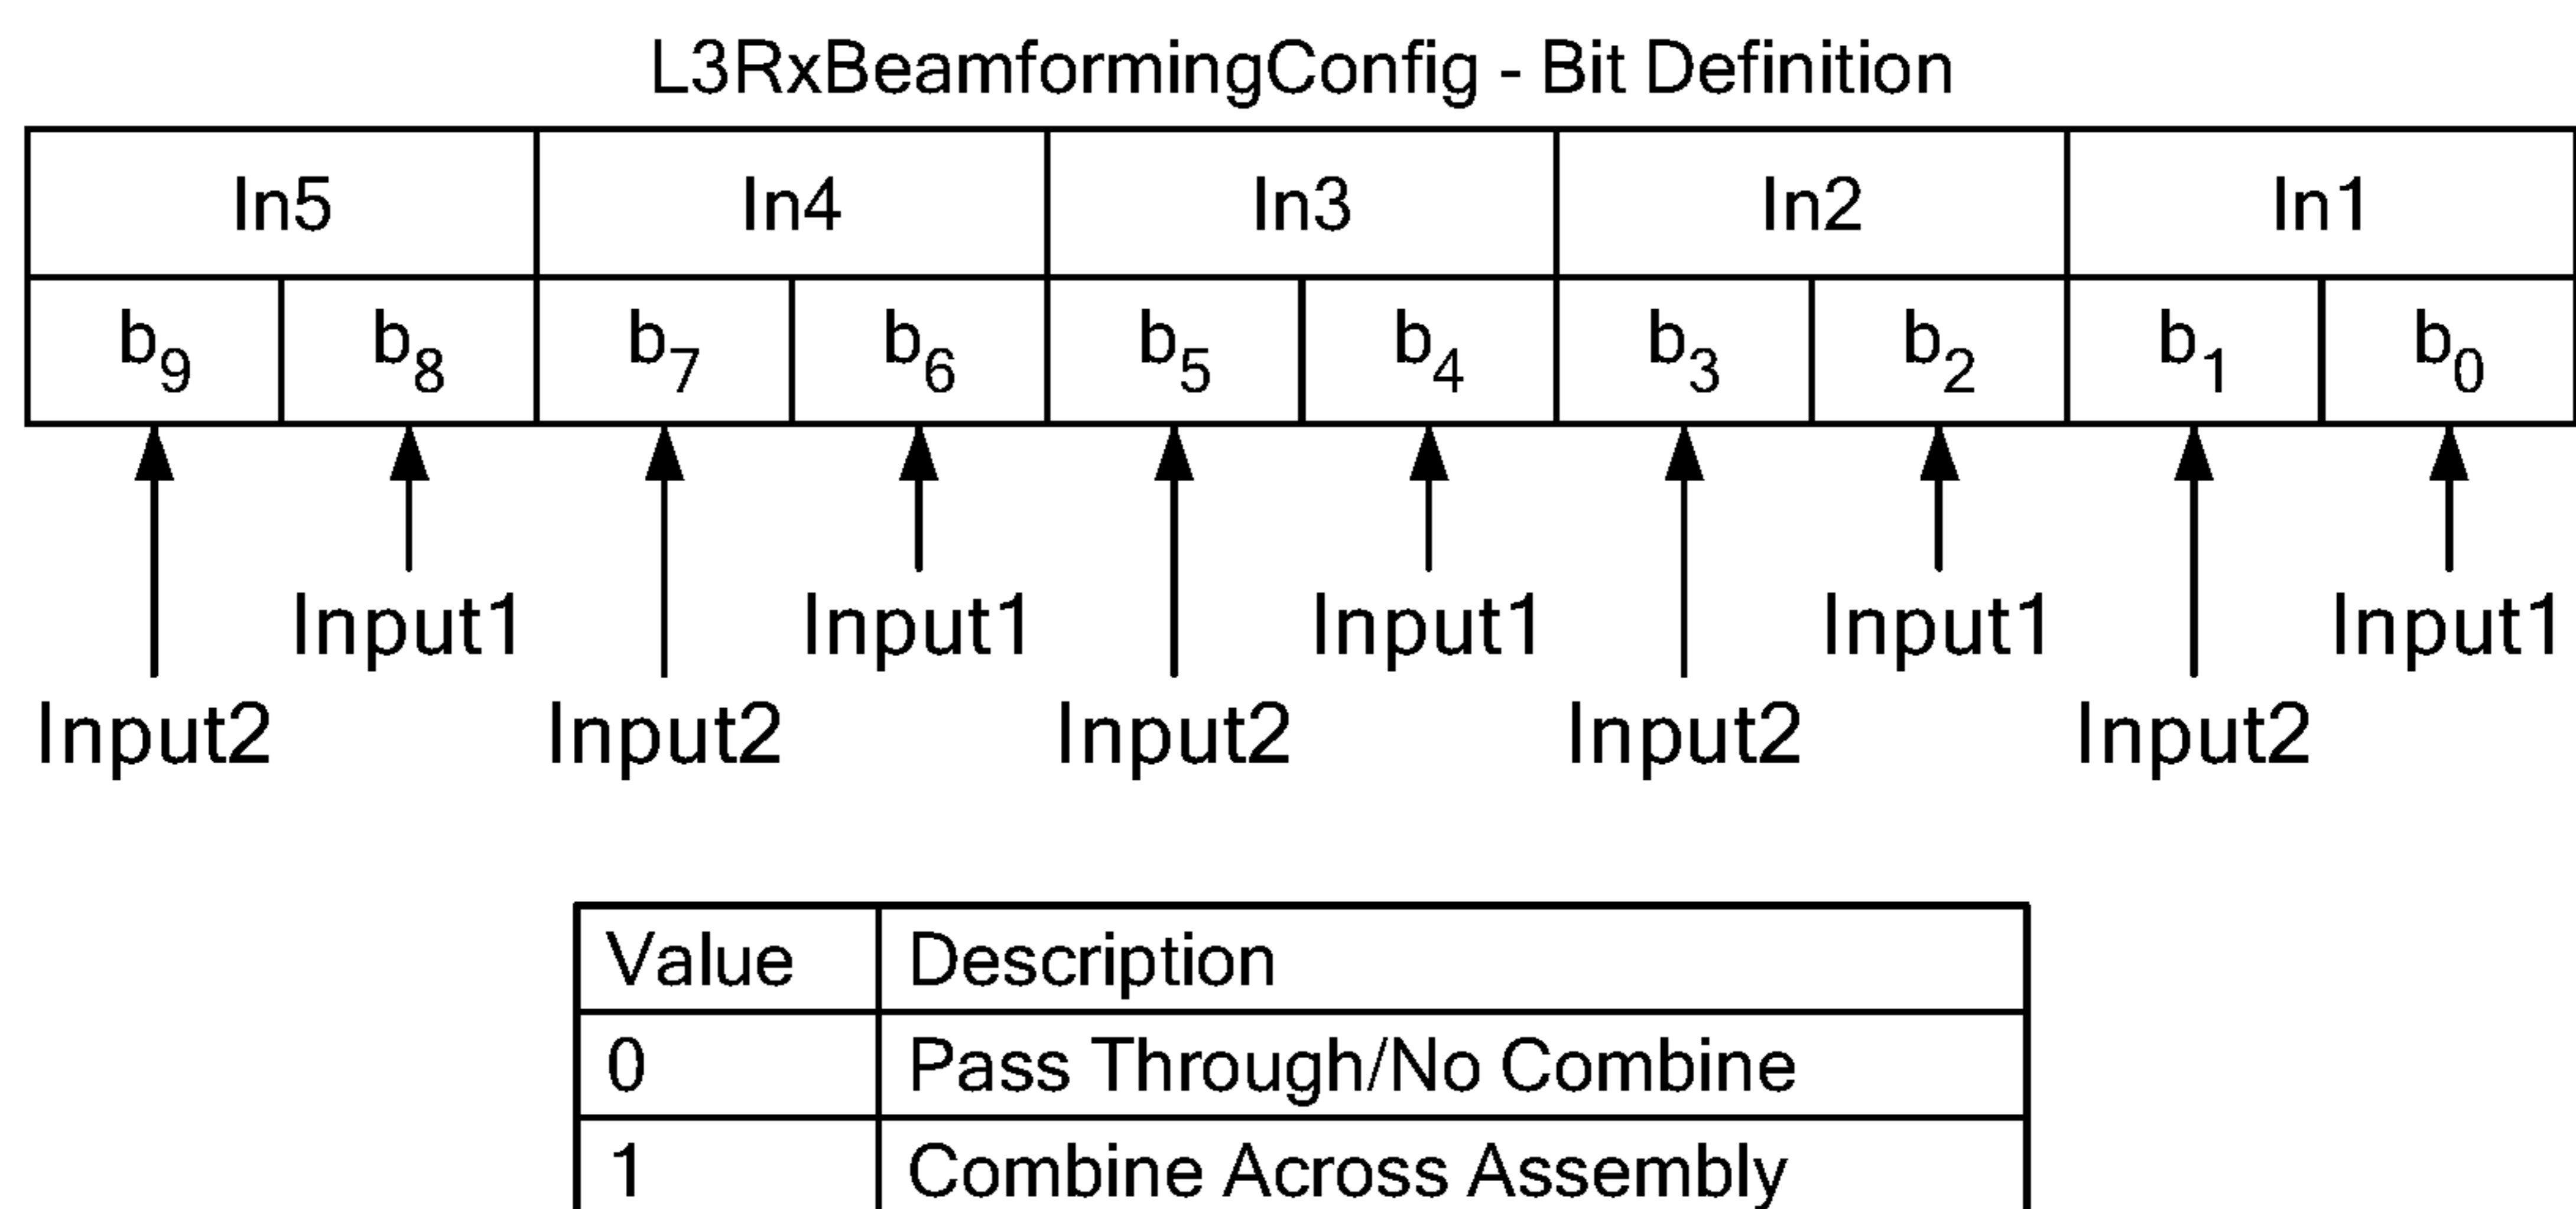 L3RxBeamformingConfig - Bit Definition
In5 In4 In3 In2 In1
b9 b8 b7 b6 b5 b4 b3 b2 b1 b0
Input1 Input1 Input1 Input1 Input1
Input2 Input2 Input2 Input2 Input2
Value Description
0 Pass Through/No Combine
1 Combine Across Assembly